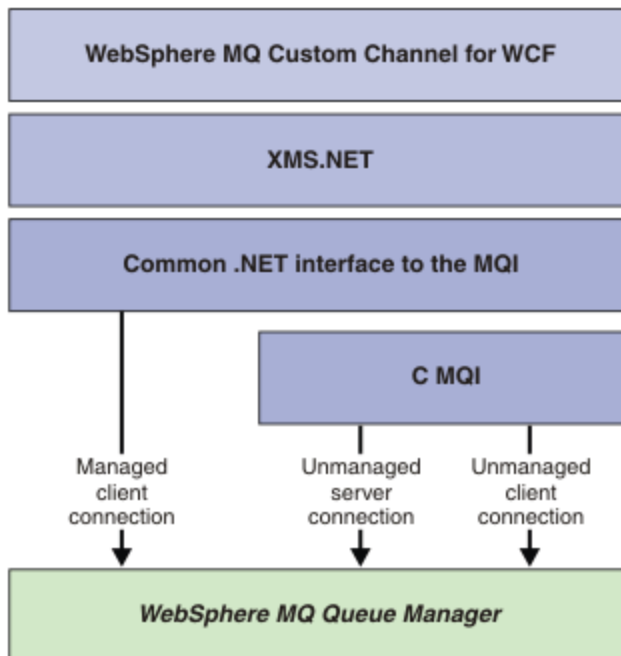 WebSphere MQ Custom Channel for WCF
XMS.NET
Common .NET interface to the MQI
C MQI
Managed
client
connection
Unmanaged
server
connection
Unmanaged
client
connection
WebSphere MQ Queue Manager